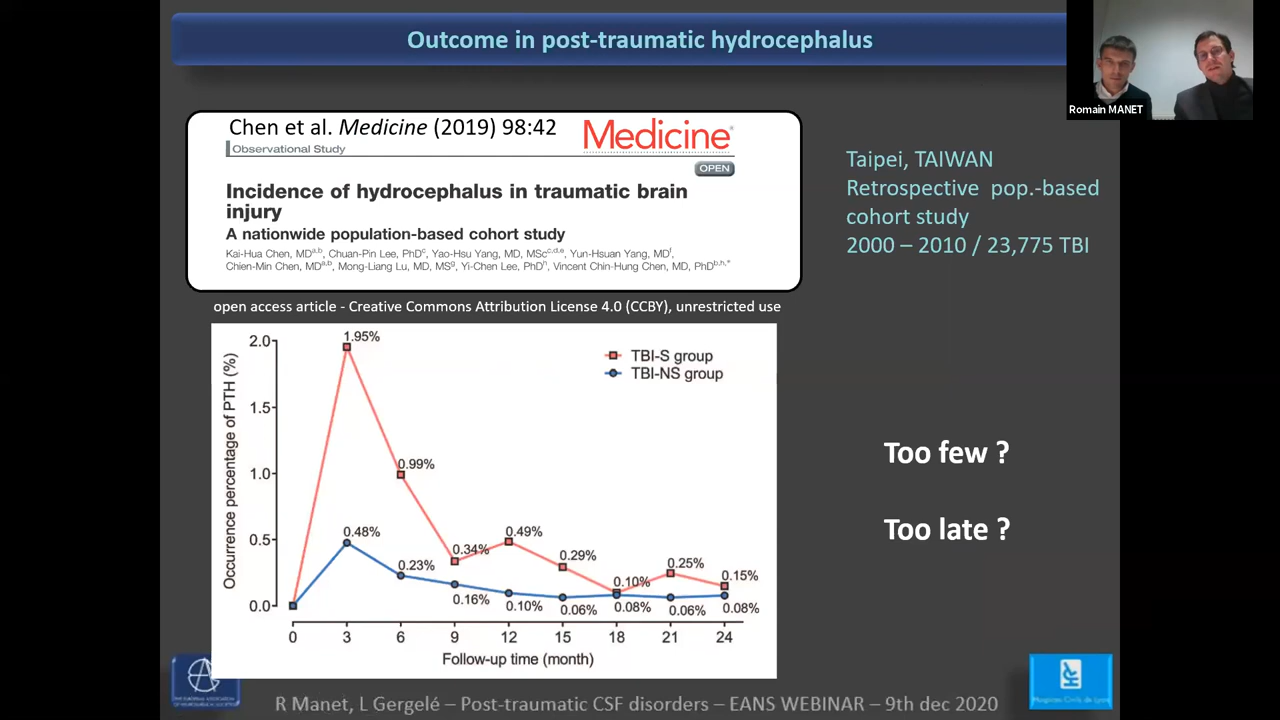 Outcome in post-traumatic hydrocephalus
Romain MANET
Chen et al. Medicine (2019) 98:42
Medicine®
Observational Study
OPEN
Incidence of hydrocephalus in traumatic brain
injury
A nationwide population-based cohort study
Kai-Hua Chen, MDa,b, Chuan-Pin Lee, PhDc, Yao-Hsu Yang, MD, MScc,d,e, Yun-Hsuan Yang, MDf,
Chien-Min Chen, MDa,b, Mong-Liang Lu, MD, MSg, Yi-Chen Lee, PhDh, Vincent Chin-Hung Chen, MD, PhDb,h,*
Taipei, TAIWAN
Retrospective pop.-based
cohort study
2000 – 2010 / 23,775 TBI
open access article - Creative Commons Attribution License 4.0 (CCBY), unrestricted use
Occurrence percentage of PTH (%)
2.0
1.5
1.0
0.5
0.0
1.95%
0.99%
0.34%
0.49%
0.29%
0.10%
0.25%
0.15%
0.48%
0.23%
0.16%
0.10%
0.06%
0.08%
0.06%
0.08%
TBI-S group
TBI-NS group
0 3 6 9 12 15 18 21 24
Follow-up time (month)
Too few ?
Too late ?
R Manet, L Gergelé – Post-traumatic CSF disorders – EANS WEBINAR – 9th dec 2020